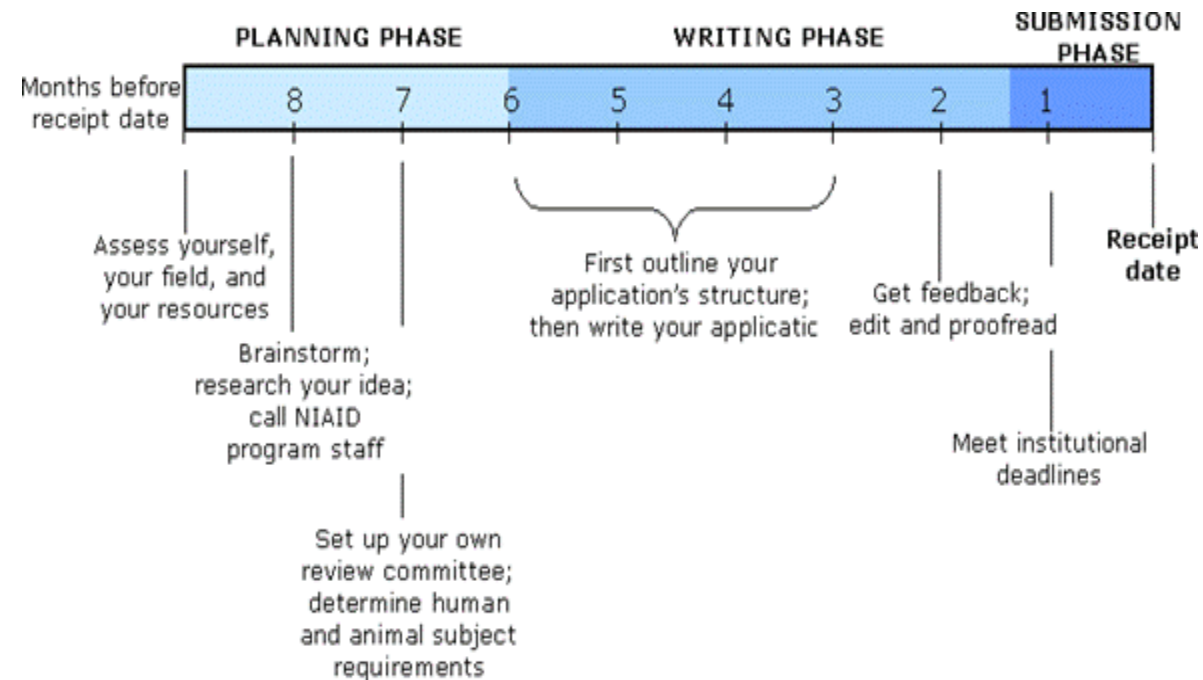 PLANNING PHASE
WRITING PHASE
SUBMISSION
PHASE
Months before
receipt date
8
7
6
5
4
3
2
1
Assess yourself,
your field, and
your resources
Brainstorm;
research your idea;
call NIAID
program staff
Set up your own
review committee;
determine human
and animal subject
requirements
First outline your
application's structure;
then write your applicatic
Get feedback;
edit and proofread
Meet institutional
deadlines
Receipt
date